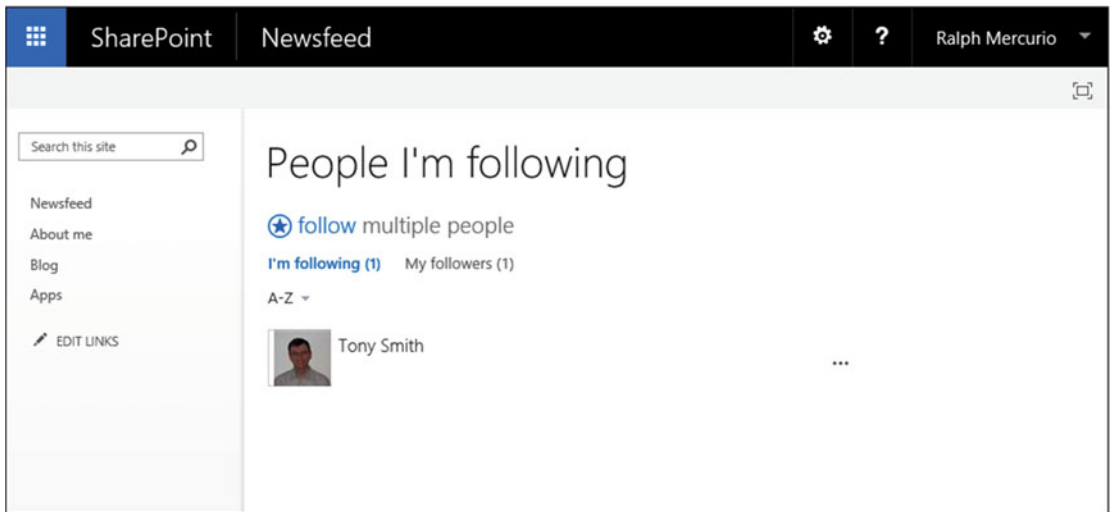 SharePoint
Newsfeed
?
Ralph Mercurio
Search this site
Newsfeed
About me
Blog
Apps
EDIT LINKS
People I'm following
follow multiple people
I'm following (1) My followers (1)
A-Z
Tony Smith
...